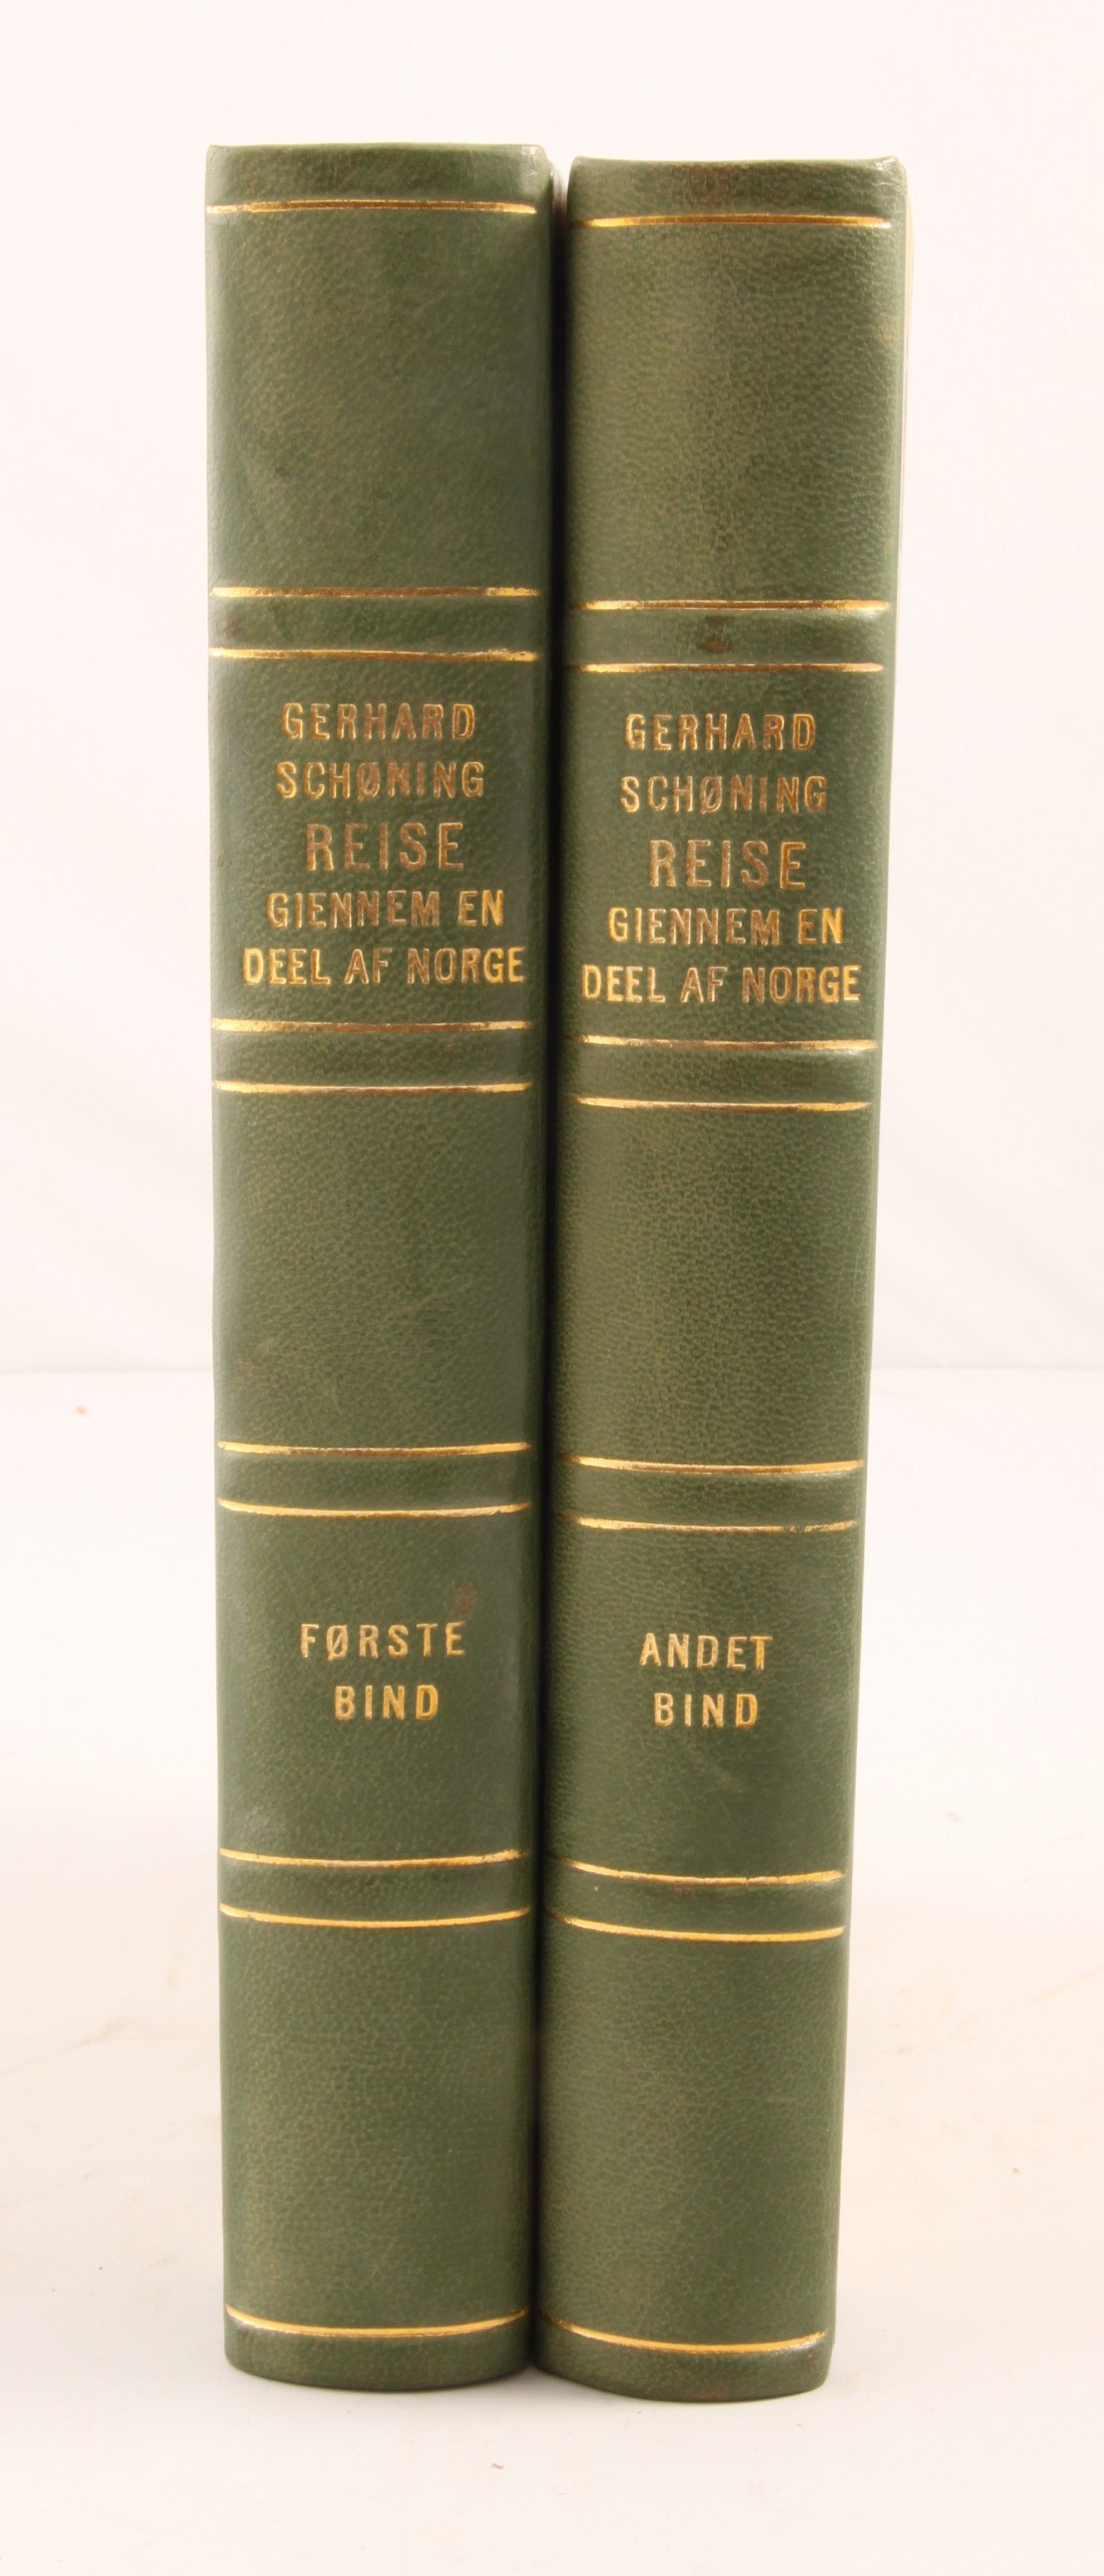 GERHARD
SCHØNING
REISE
GIENNEM EN
DEEL AF NORGE
FØRSTE
BIND
GERHARD
SCHØNING
REISE
GIENNEM EN
DEEL AF NORGE
ANDET
BIND